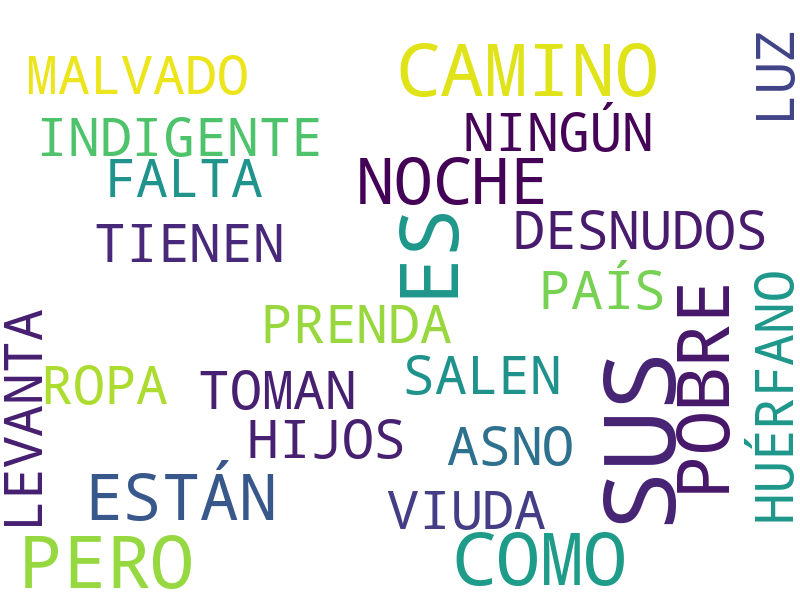 MALVADO
CAMINO
LUZ
INDIGENTE
NINGÚN
FALTA
NOCHE
TIENEN
ES
DESNUDOS
PAÍS
HUÉRFANO
PRENDA
POBRE
LEVANTA
ROPA
TOMAN
SALEN
SUS
HIJOS
ASNO
ESTÁN
VIUDA
PERO
COMO